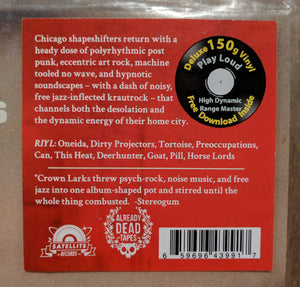 Chicago shapeshifters return with
a heady dose of polyrhythmic post
punk, eccentric art rock, machine
tooled no wave, and hypnotic
soundscapes – with a dash of noisy,
free jazz-inflected krautrock – that
channels both the desolation and
the dynamic energy of their home city.
Deluxe 150g Vinyl
Play Loud
High Dynamic
Range Master
Free Download Inside
RIYL: Oneida, Dirty Projectors, Tortoise, Preoccupations,
Can, This Heat, Deerhunter, Goat, Pill, Horse Lords
"Crown Larks threw psych-rock, noise music, and free
jazz into one album-shaped pot and stirred until the
whole thing combusted. -Stereogum
SATELLITE
RECORDS
ALREADY
DEAD
TAPES
6 59696 43991 7